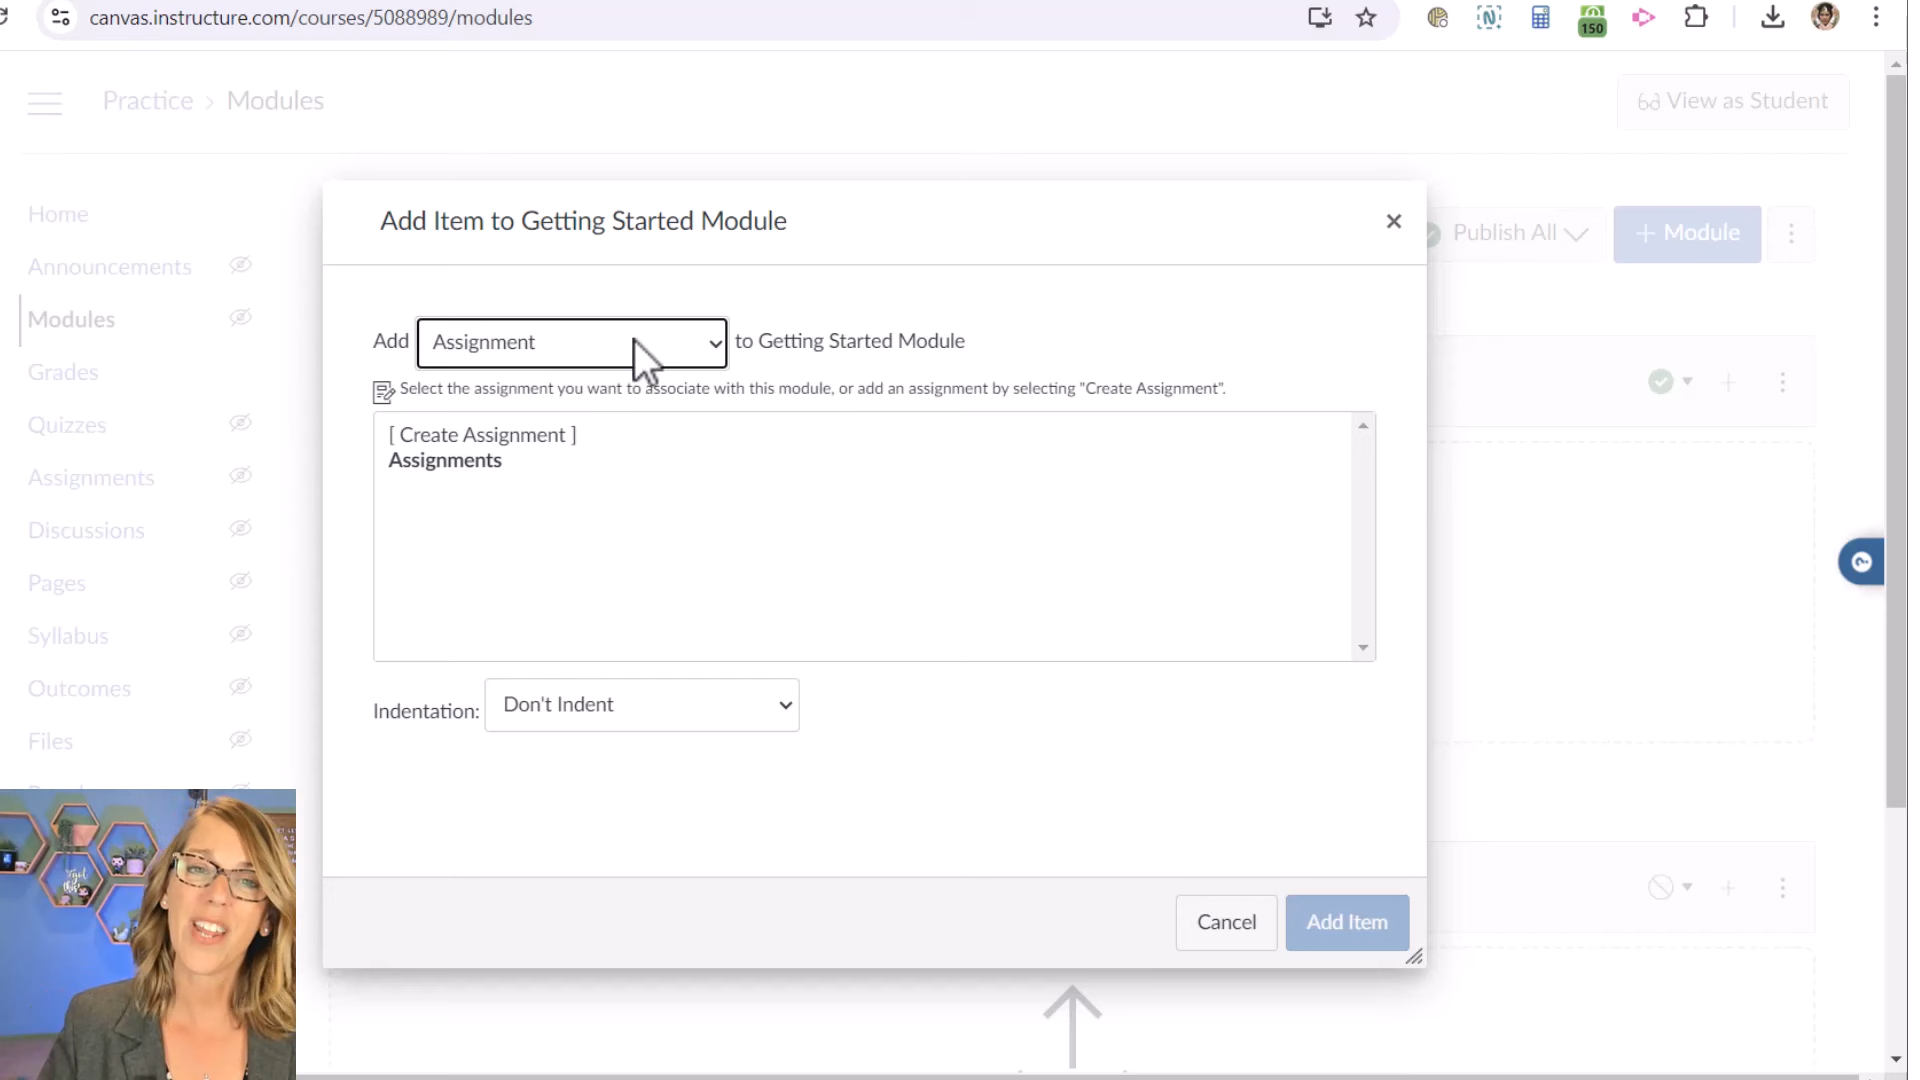 canvas.instructure.com/courses/5088989/modules
150
Practice > Modules
View as Student
Home
Announcements
Modules
Grades
Quizzes
Assignments
Discussions
Pages
Syllabus
Outcomes
Files
Publish All
+ Module
Add Item to Getting Started Module
Add Assignment to Getting Started Module
Select the assignment you want to associate with this module, or add an assignment by selecting "Create Assignment".
[ Create Assignment ]
Assignments
Indentation: Don't Indent
Cancel
Add Item